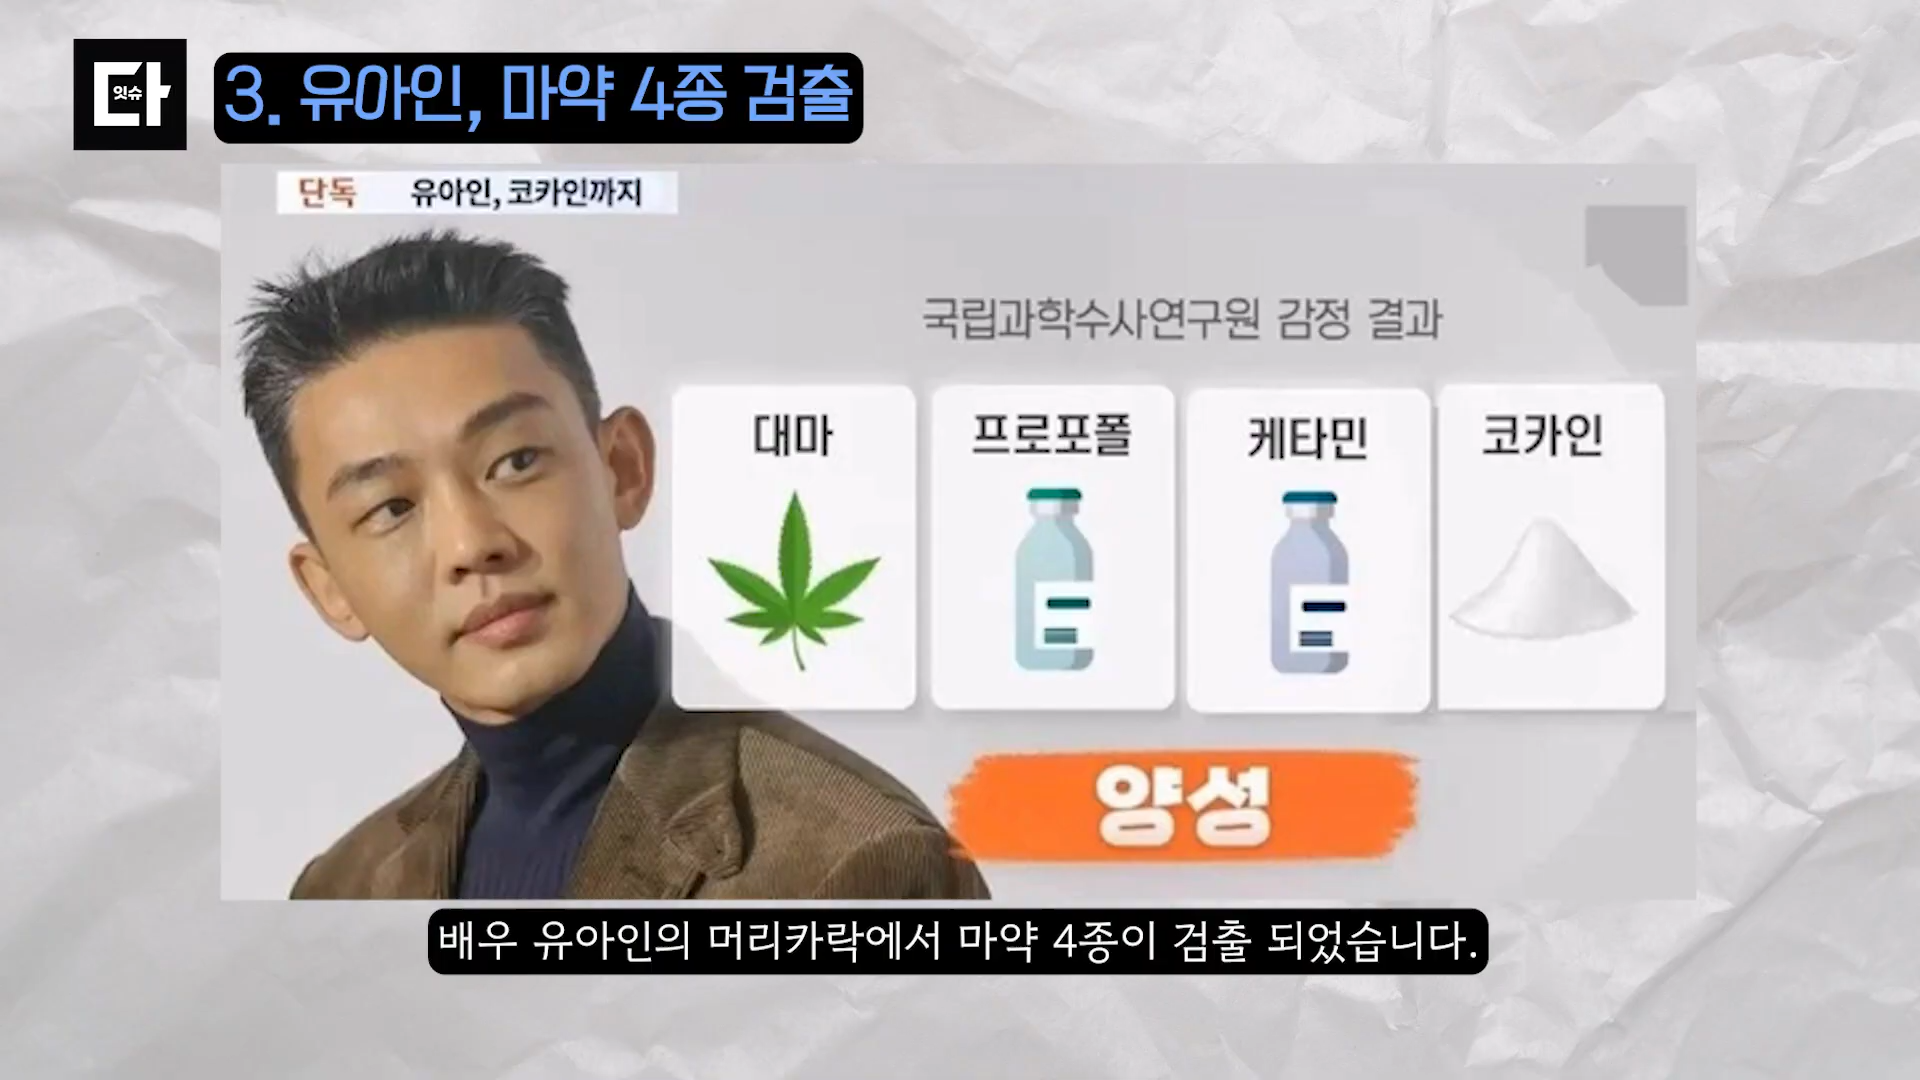 다
잇슈
3. 유아인, 마약 4종 검출
단독 유아인, 코카인까지
국립과학수사연구원 감정 결과
대마 프로포폴 케타민 코카인
양성
배우 유아인의 머리카락에서 마약 4종이 검출 되었습니다.